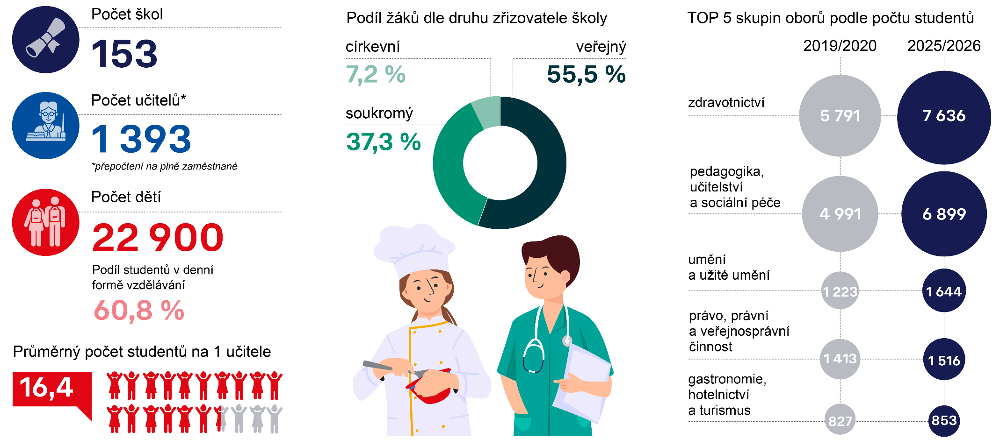 Počet škol
153
Počet učitelů*
1 393
*přepočtení na plně zaměstnané
Počet dětí
22 900
Podíl studentů v denní
formě vzdělávání
60,8 %
Průměrný počet studentů na 1 učitele
16,4
Podíl žáků dle druhu zřizovatele školy
církevní
7,2 %
veřejný
55,5 %
soukromý
37,3 %
TOP 5 skupin oborů podle počtu studentů
2019/2020 2025/2026
zdravotnictví
5 791 7 636
pedagogika,
učitelství
a sociální péče
4 991 6 899
umění
a užité umění
1 223 1 644
právo, právní
a veřejnosprávní
činnost
1 413 1 516
gastronomie,
hotelnictví
a turismus
827 853